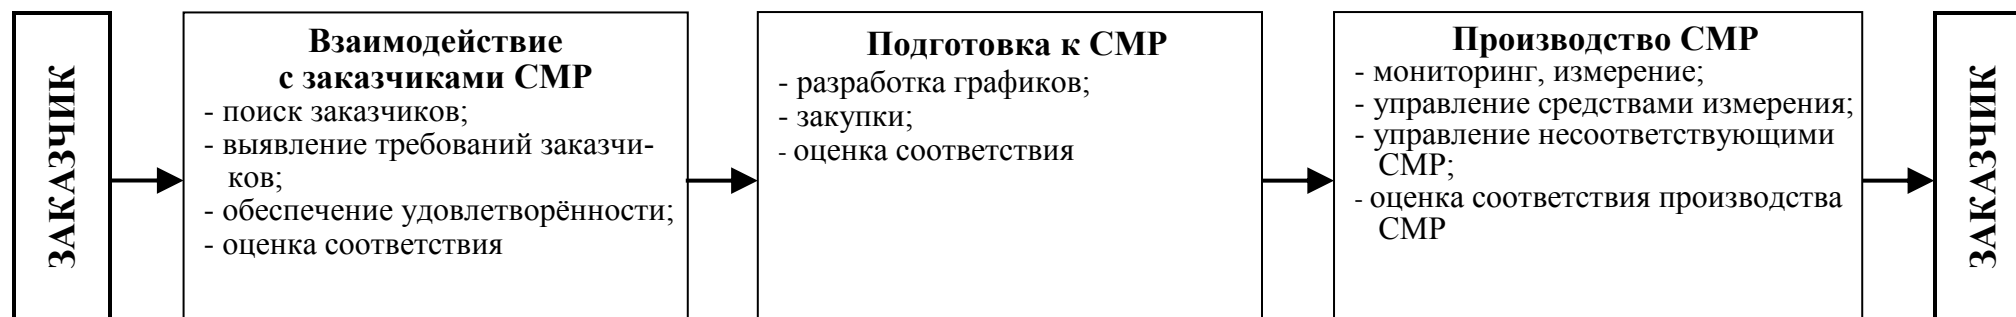 ЗАКАЗЧИК
Взаимодействие
с заказчиками СМР
- поиск заказчиков;
- выявление требований заказчи-
ков;
- обеспечение удовлетворённости;
- оценка соответствия
Подготовка к СМР
- разработка графиков;
- закупки;
- оценка соответствия
Производство СМР
- мониторинг, измерение;
- управление средствами измерения;
- управление несоответствующими
СМР;
- оценка соответствия производства
СМР
ЗАКАЗЧИК